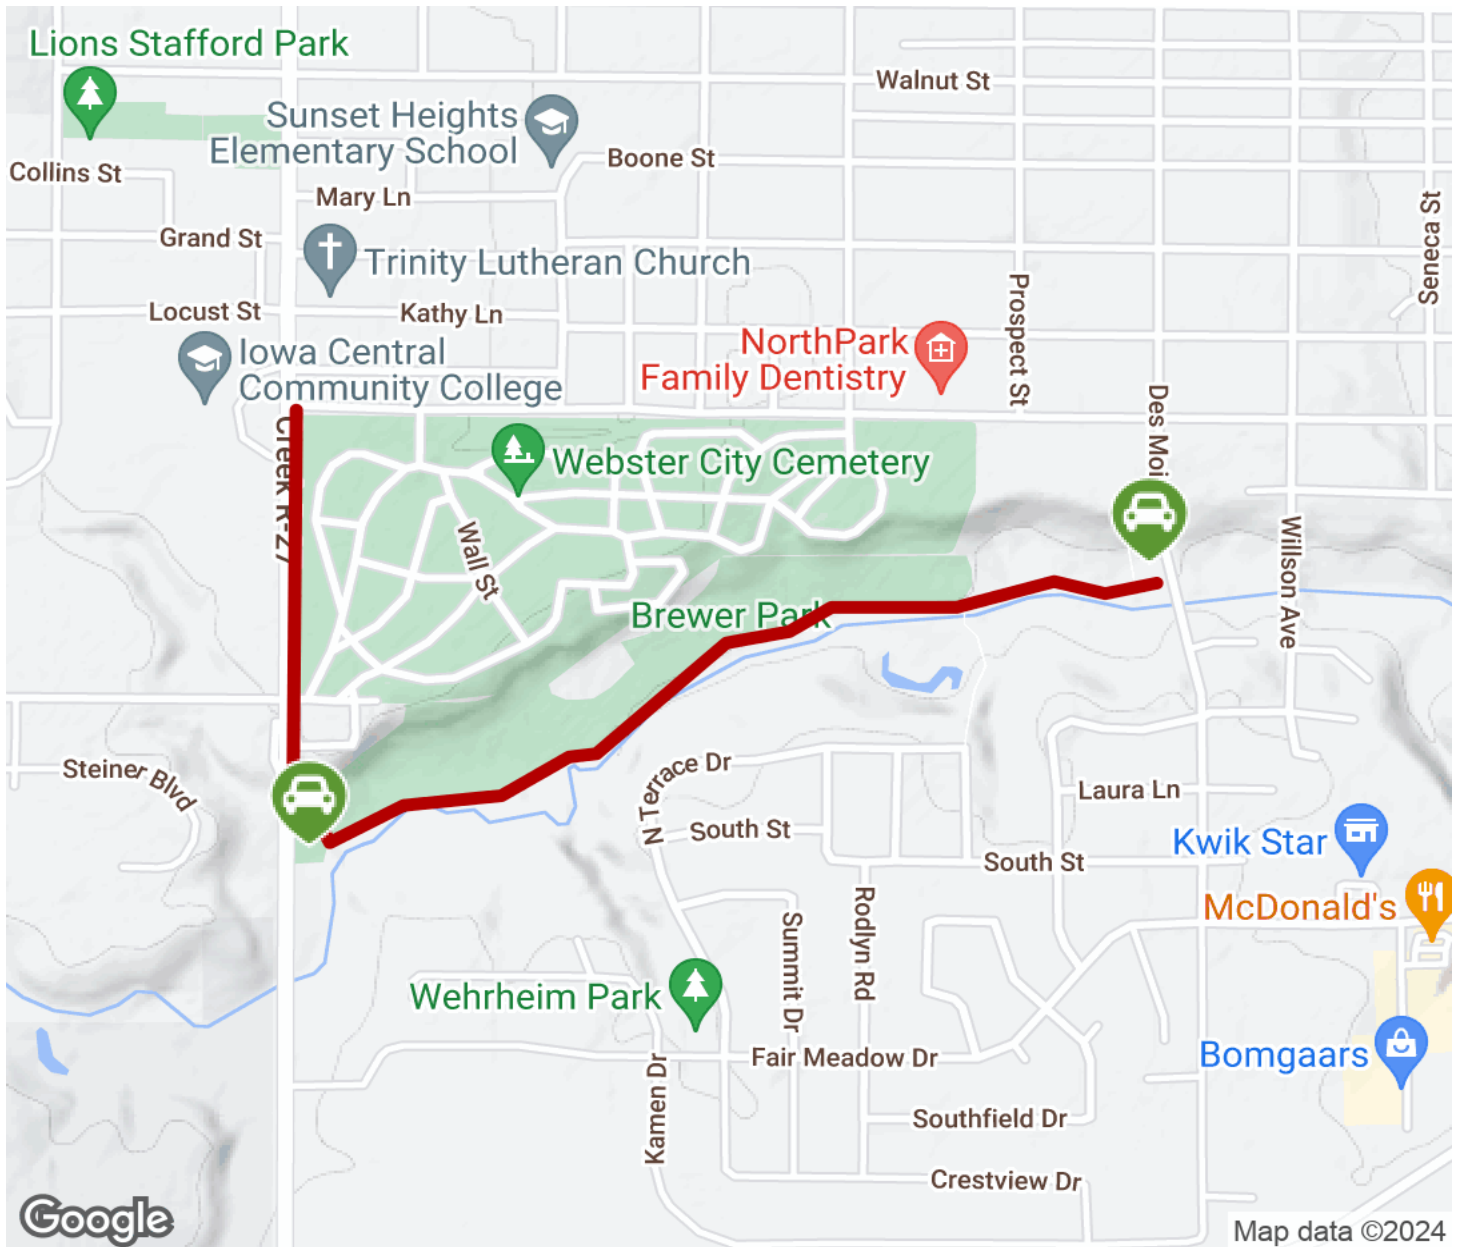 Lions Stafford Park
Walnut St
Sunset Heights
Elementary School
Boone St
Collins St
Mary Ln
Seneca St
Grand St
Trinity Lutheran Church
Prospect St
Locust St
Kathy Ln
NorthPark
Family Dentistry
Iowa Central
Community College
Des Moi
Creek R-27
Webster City Cemetery
Wall St
Willson Ave
Brewer Park
Steiner Blvd
N Terrace Dr
Laura Ln
South St
Kwik Star
South St
McDonald's
Rodlyn Rd
Summit Dr
Wehrheim Park
Fair Meadow Dr
Bomgaars
Kamen Dr
Southfield Dr
Crestview Dr
Google
Map data ©2024